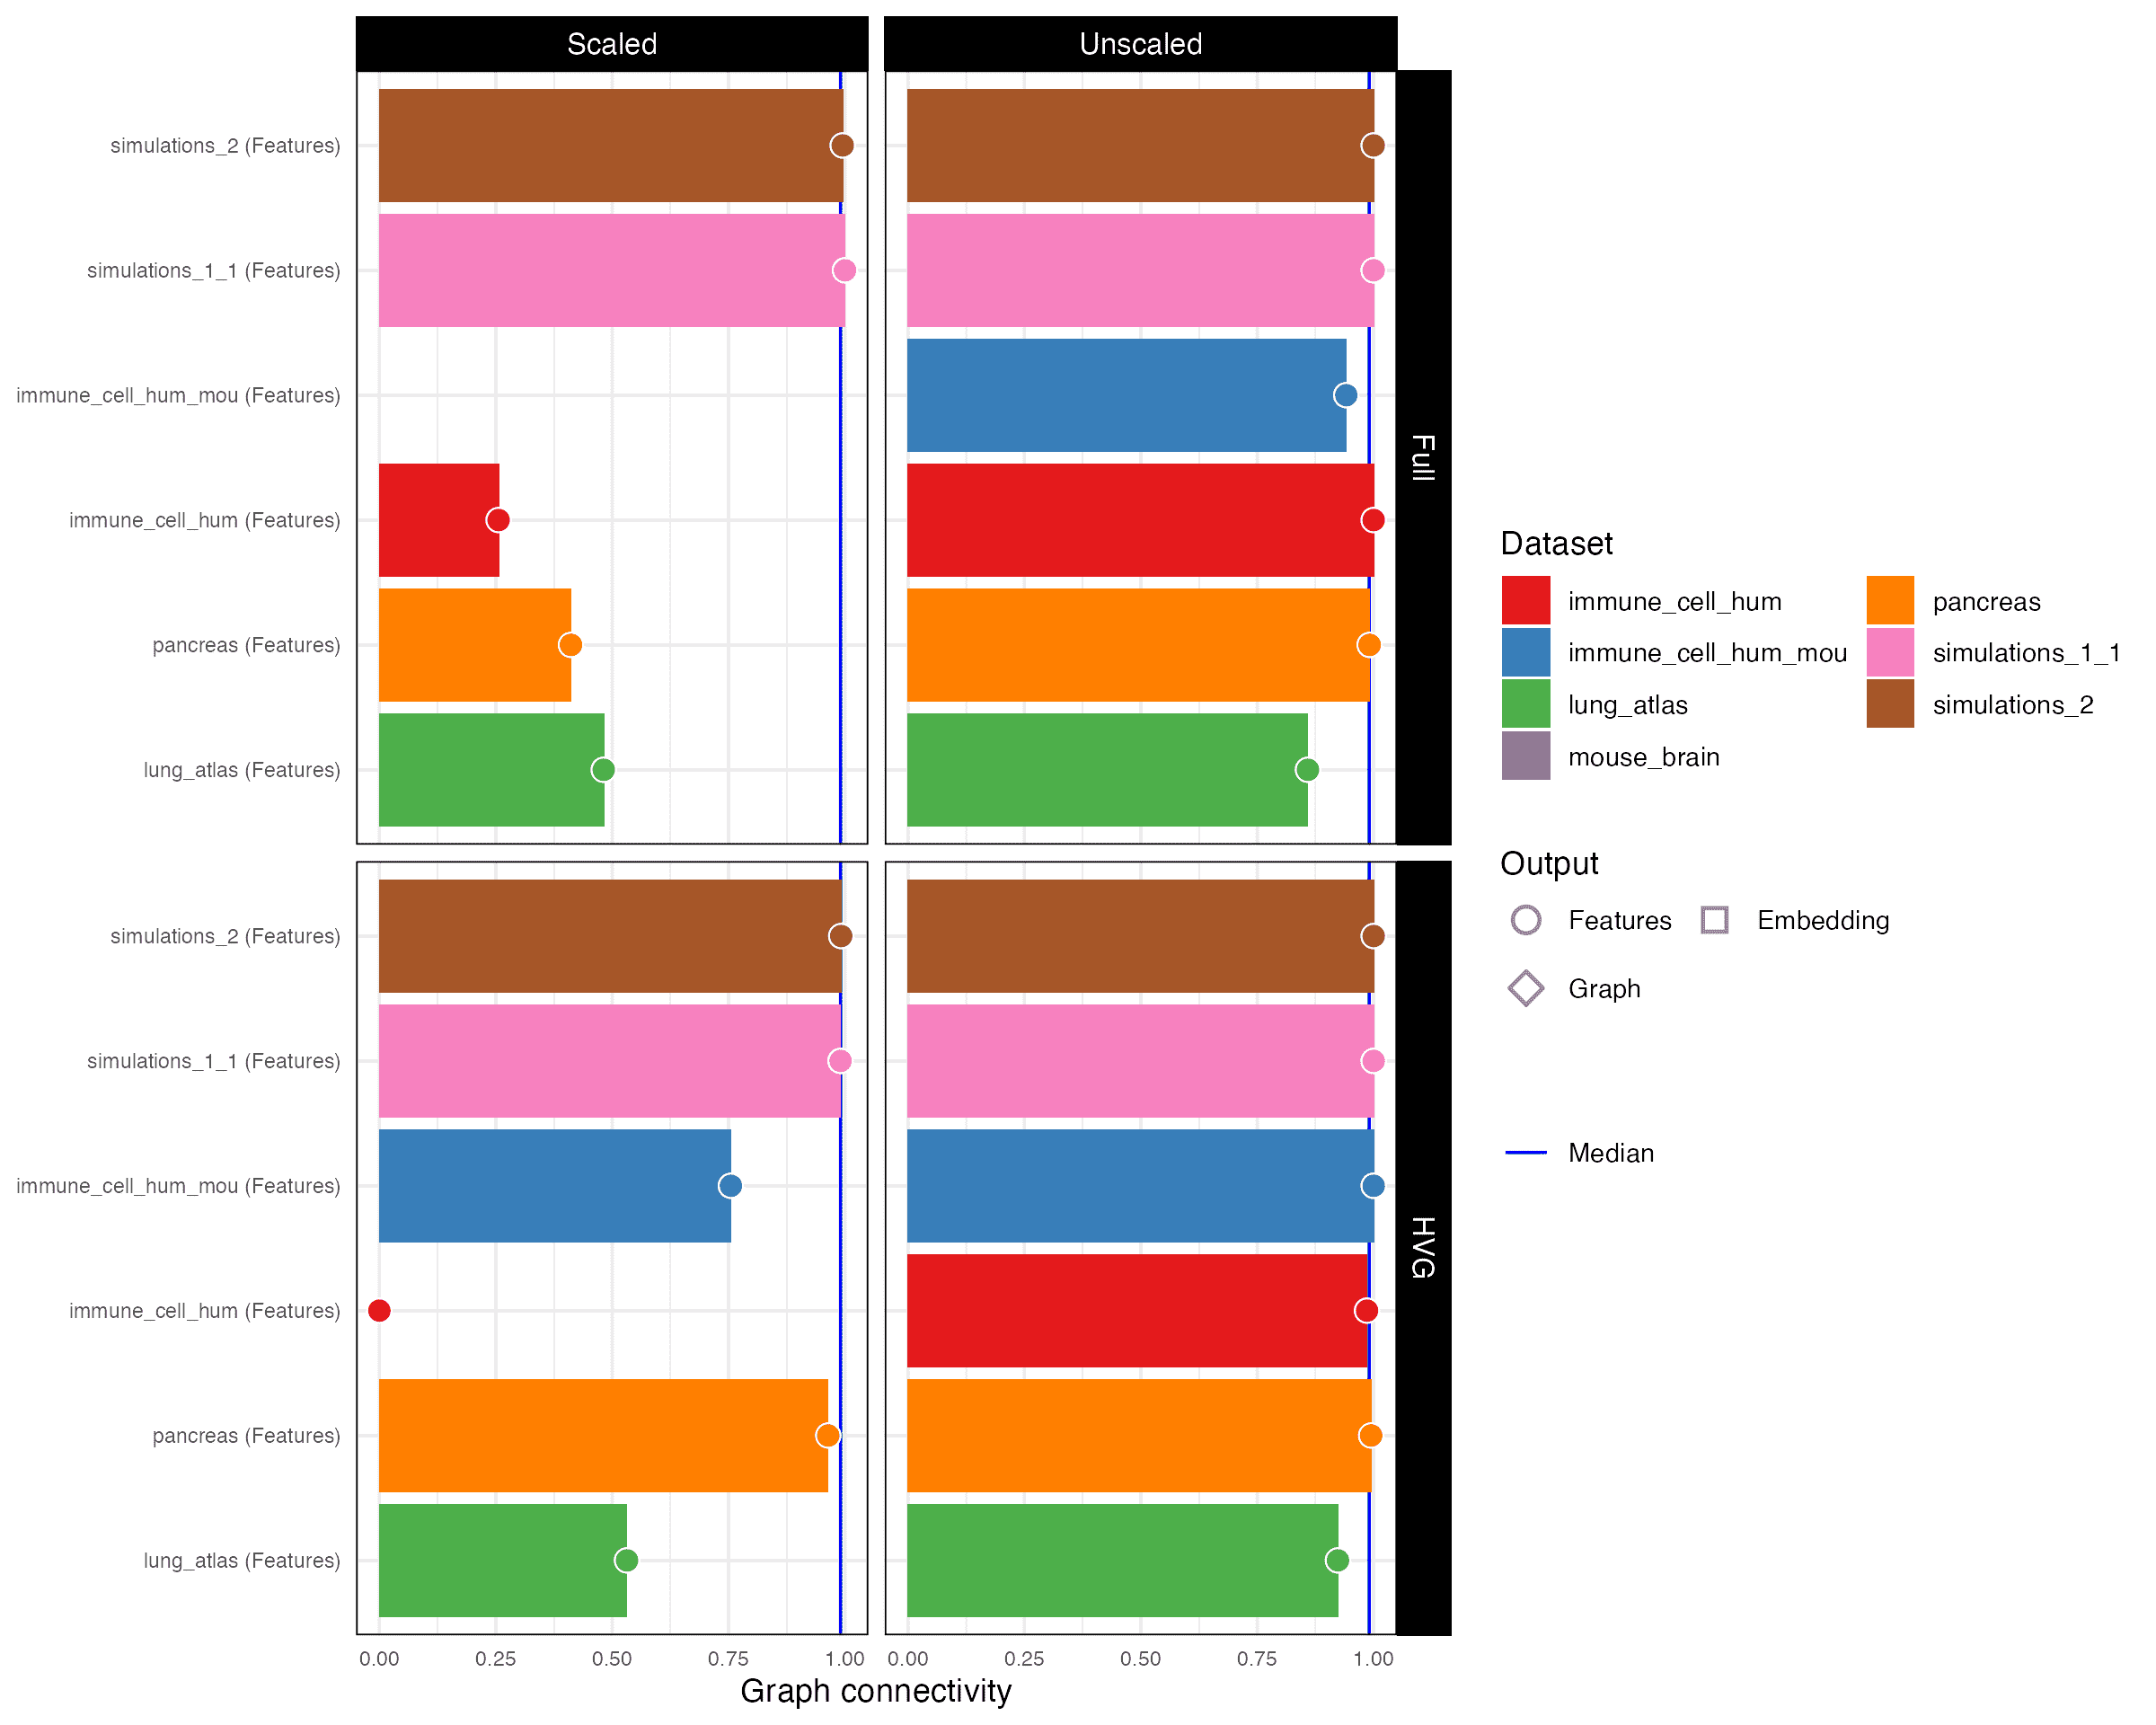 Scaled
Unscaled
simulations_2 (Features)
simulations_1_1 (Features)
immune_cell_hum_mou (Features)
immune_cell_hum (Features)
pancreas (Features)
lung_atlas (Features)
Full
simulations_2 (Features)
simulations_1_1 (Features)
immune_cell_hum_mou (Features)
immune_cell_hum (Features)
pancreas (Features)
lung_atlas (Features)
HVG
0.00 0.25 0.50 0.75 1.00
0.00 0.25 0.50 0.75 1.00
Graph connectivity
Dataset
immune_cell_hum
immune_cell_hum_mou
lung_atlas
mouse_brain
pancreas
simulations_1_1
simulations_2
Output
Features
Embedding
Graph
Median